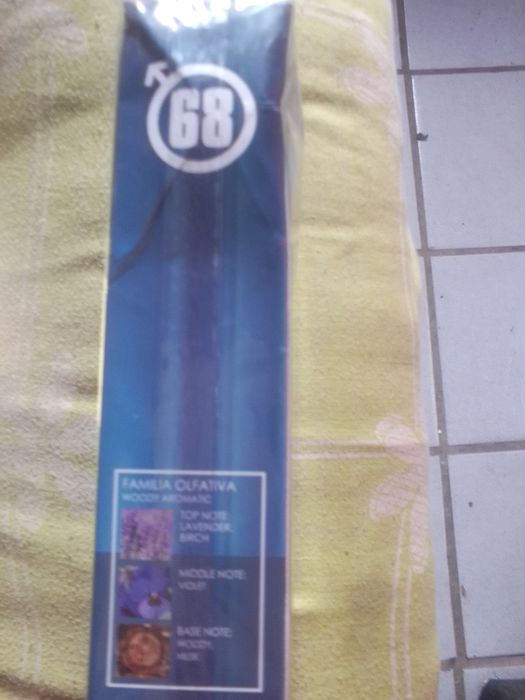 68
FAMILIA OLFATIVA
WOODY AROMATIC
TOP NOTE:
LAVENDER,
BIRCH
MIDDLE NOTE:
VIOLET
BASE NOTE:
WOODY,
MUSK